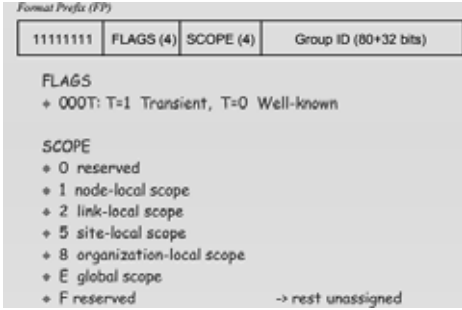 Format Prefix (FP)
11111111 FLAGS (4) SCOPE (4) Group ID (80+32 bits)
FLAGS
+ 000T: T=1 Transient, T=0 Well-known
SCOPE
+ 0 reserved
+ 1 node-local scope
+ 2 link-local scope
+ 5 site-local scope
+ 8 organization-local scope
+ E global scope
+ F reserved -> rest unassigned